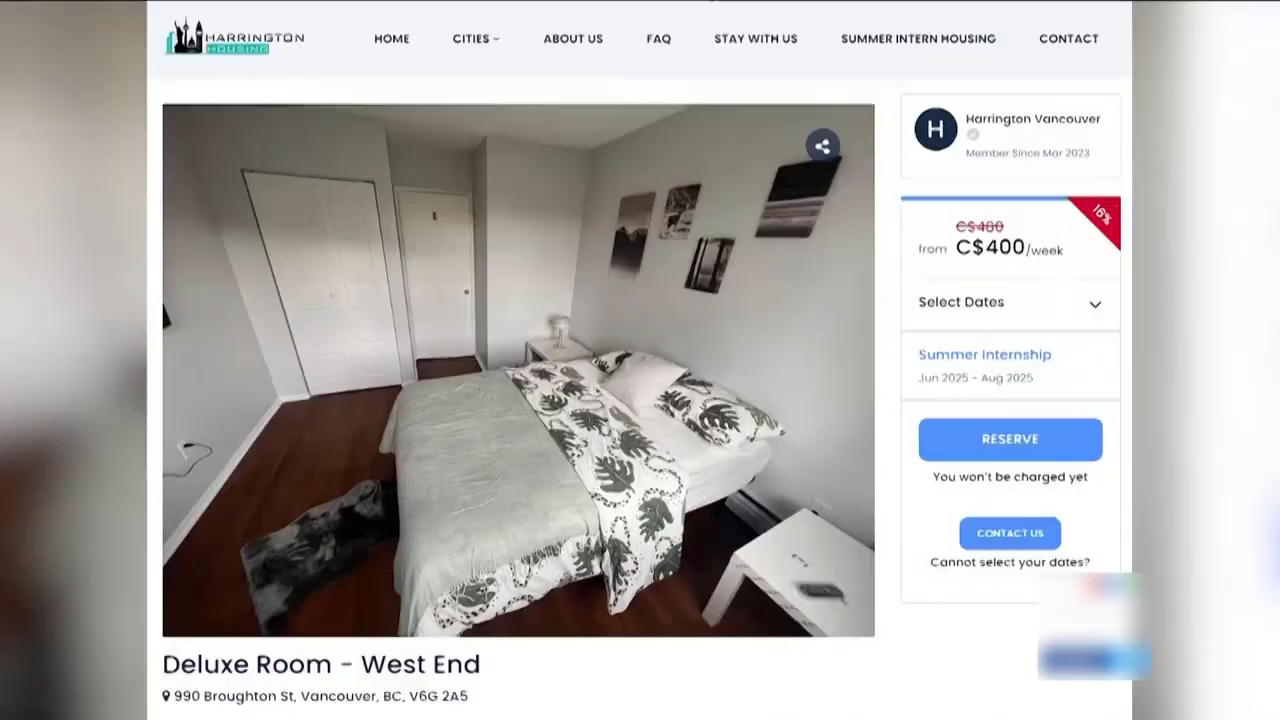 HARRINGTON
HOUSING
HOME
CITIES
ABOUT US
FAQ
STAY WITH US
SUMMER INTERN HOUSING
CONTACT
H
Harrington Vancouver
Member Since Mar 2023
16%
C$480
from C$400/week
Select Dates
Summer Internship
Jun 2025 - Aug 2025
RESERVE
You won't be charged yet
CONTACT US
Cannot select your dates?
Deluxe Room - West End
990 Broughton St, Vancouver, BC, V6G 2A5